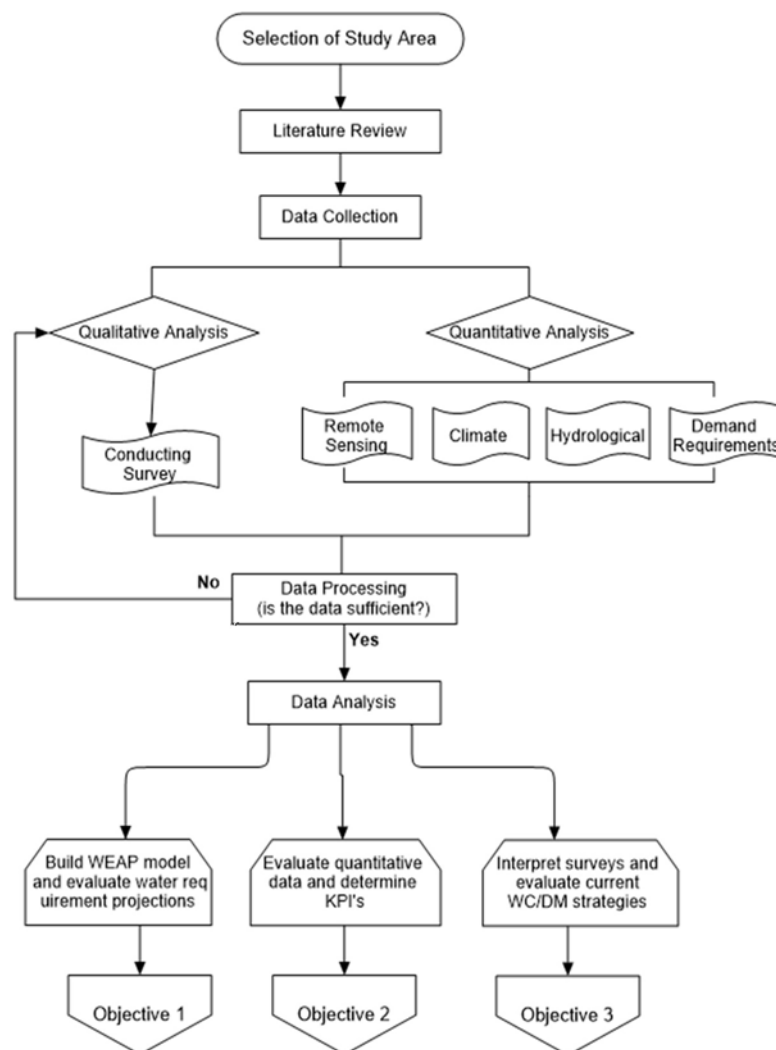 Selection of Study Area
Literature Review
Data Collection
Qualitative Analysis
Quantitative Analysis
Conducting
Survey
Remote
Sensing
Climate
Hydrological
Demand
Requirements
No
Data Processing
(is the data sufficient?)
Yes
Data Analysis
Build WEAP model
and evaluate water req
uirement projections
Evaluate quantitative
data and determine
KPI's
Interpret surveys and
evaluate current
WC/DM strategies
Objective 1
Objective 2
Objective 3